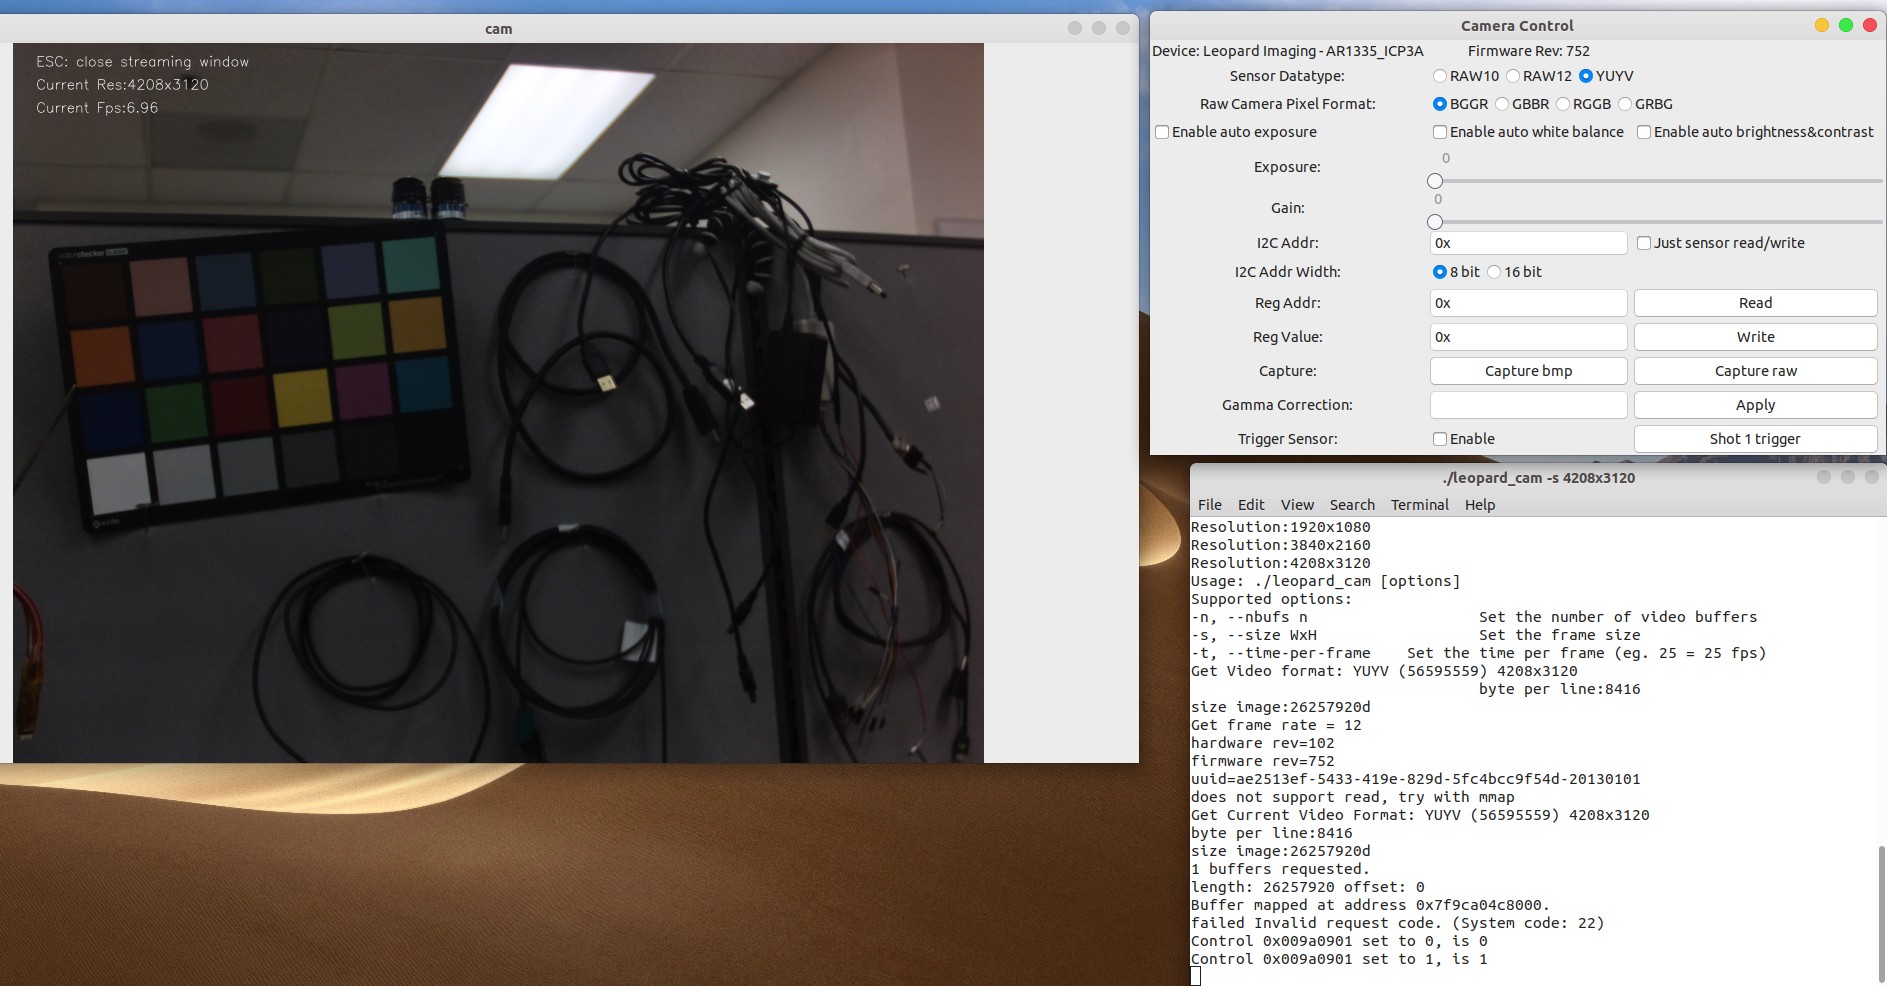 cam
ESC: close streaming window
Current Res:4208x3120
Current Fps:6.96
colorchecker
Camera Control
Device: Leopard Imaging - AR1335_ICP3A Firmware Rev: 752
Sensor Datatype: RAW10 RAW12 YUYV
Raw Camera Pixel Format: BGGR GBBR RGGB GRBG
Enable auto exposure Enable auto white balance Enable auto brightness&contrast
Exposure: 0
Gain: 0
I2C Addr: 0x Just sensor read/write
I2C Addr Width: 8 bit 16 bit
Reg Addr: 0x Read
Reg Value: 0x Write
Capture: Capture bmp Capture raw
Gamma Correction: Apply
Trigger Sensor: Enable Shot 1 trigger
./leopard_cam -s 4208x3120
File Edit View Search Terminal Help
Resolution:1920x1080
Resolution:3840x2160
Resolution:4208x3120
Usage: ./leopard_cam [options]
Supported options:
-n, --nbufs n Set the number of video buffers
-s, --size WxH Set the frame size
-t, --time-per-frame Set the time per frame (eg. 25 = 25 fps)
Get Video format: YUYV (56595559) 4208x3120
byte per line:8416
size image:26257920d
Get frame rate = 12
hardware rev=102
firmware rev=752
uuid=ae2513ef-5433-419e-829d-5fc4bcc9f54d-20130101
does not support read, try with mmap
Get Current Video Format: YUYV (56595559) 4208x3120
byte per line:8416
size image:26257920d
1 buffers requested.
length: 26257920 offset: 0
Buffer mapped at address 0x7f9ca04c8000.
failed Invalid request code. (System code: 22)
Control 0x009a0901 set to 0, is 0
Control 0x009a0901 set to 1, is 1